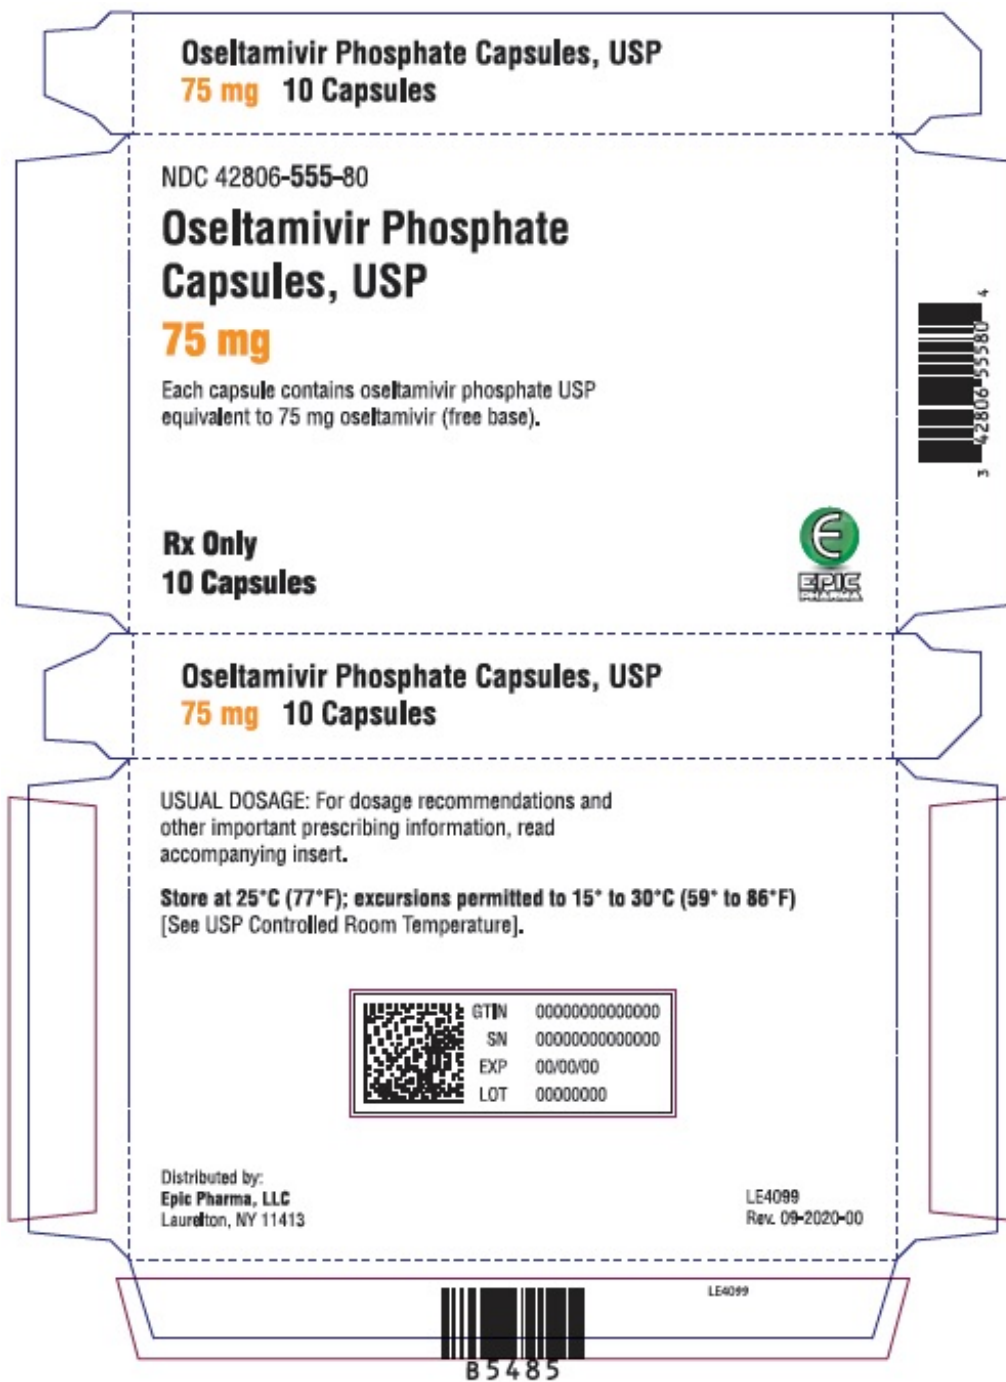 Oseltamivir Phosphate Capsules, USP
75 mg 10 Capsules
NDC 42806-555-80
Oseltamivir Phosphate
Capsules, USP
75 mg
Each capsule contains oseltamivir phosphate USP
equivalent to 75 mg oseltamivir (free base).
Rx Only
10 Capsules
E
EPIC
PHARMA
3 42806 55580 4
Oseltamivir Phosphate Capsules, USP
75 mg 10 Capsules
USUAL DOSAGE: For dosage recommendations and
other important prescribing information, read
accompanying insert.
Store at 25°C (77°F); excursions permitted to 15° to 30°C (59° to 86°F)
[See USP Controlled Room Temperature].
GTIN 00000000000000
SN 00000000000000
EXP 00/00/00
LOT 00000000
Distributed by:
Epic Pharma, LLC
Laurelton, NY 11413
LE4099
Rev. 09-2020-00
LE4099
B5485